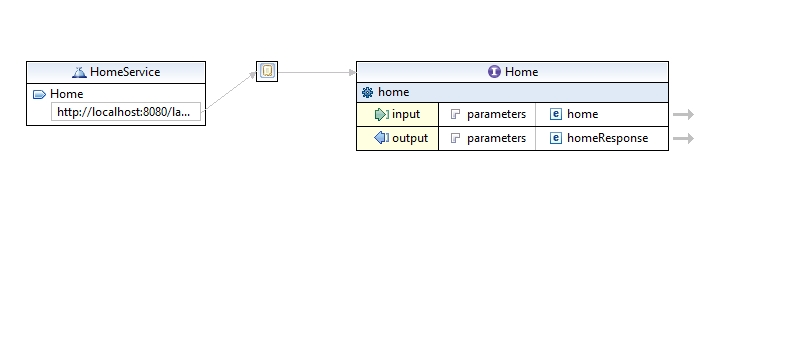 HomeService
Home
http://localhost:8080/la...
Home
home
input parameters home
output parameters homeResponse